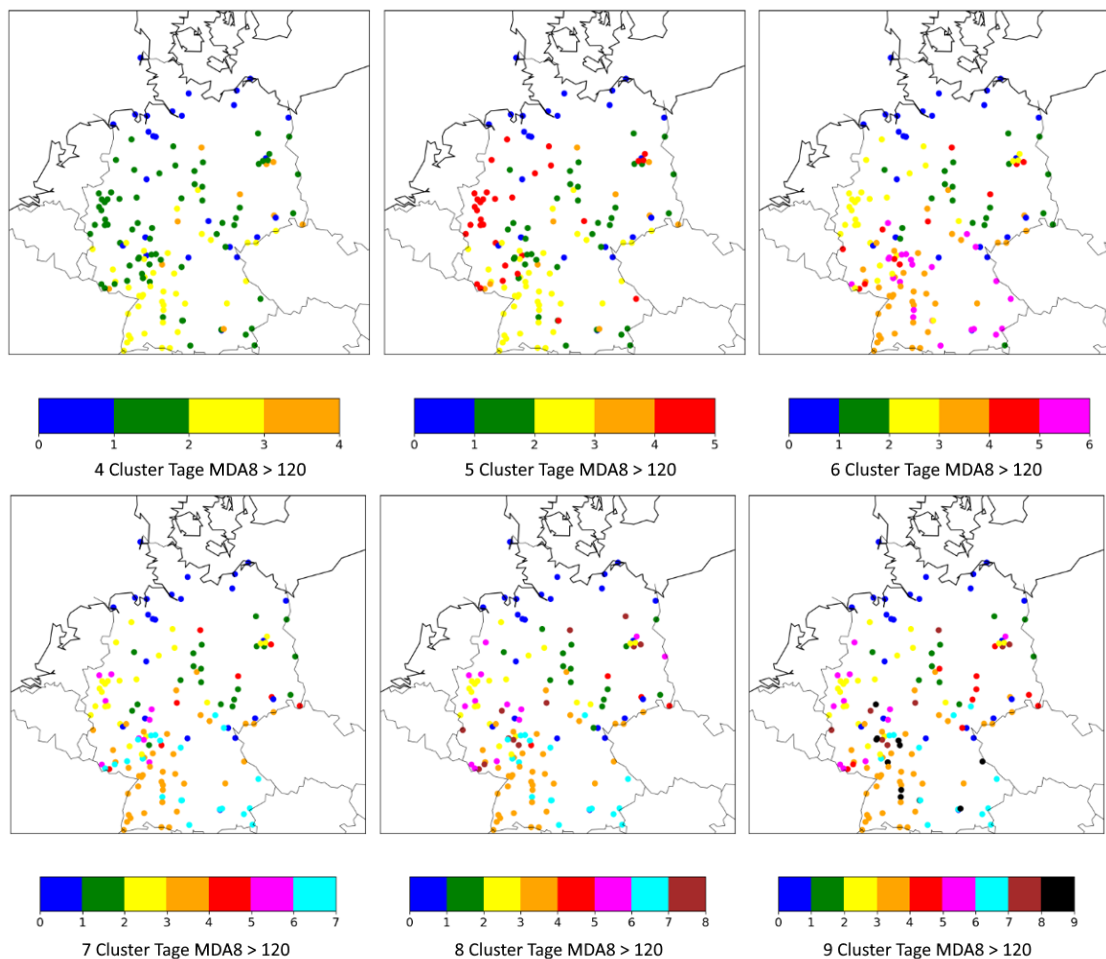 0 1 2 3 4
4 Cluster Tage MDA8 > 120
0 1 2 3 4 5
5 Cluster Tage MDA8 > 120
0 1 2 3 4 5 6
6 Cluster Tage MDA8 > 120
0 1 2 3 4 5 6 7
7 Cluster Tage MDA8 > 120
0 1 2 3 4 5 6 7 8
8 Cluster Tage MDA8 > 120
0 1 2 3 4 5 6 7 8 9
9 Cluster Tage MDA8 > 120